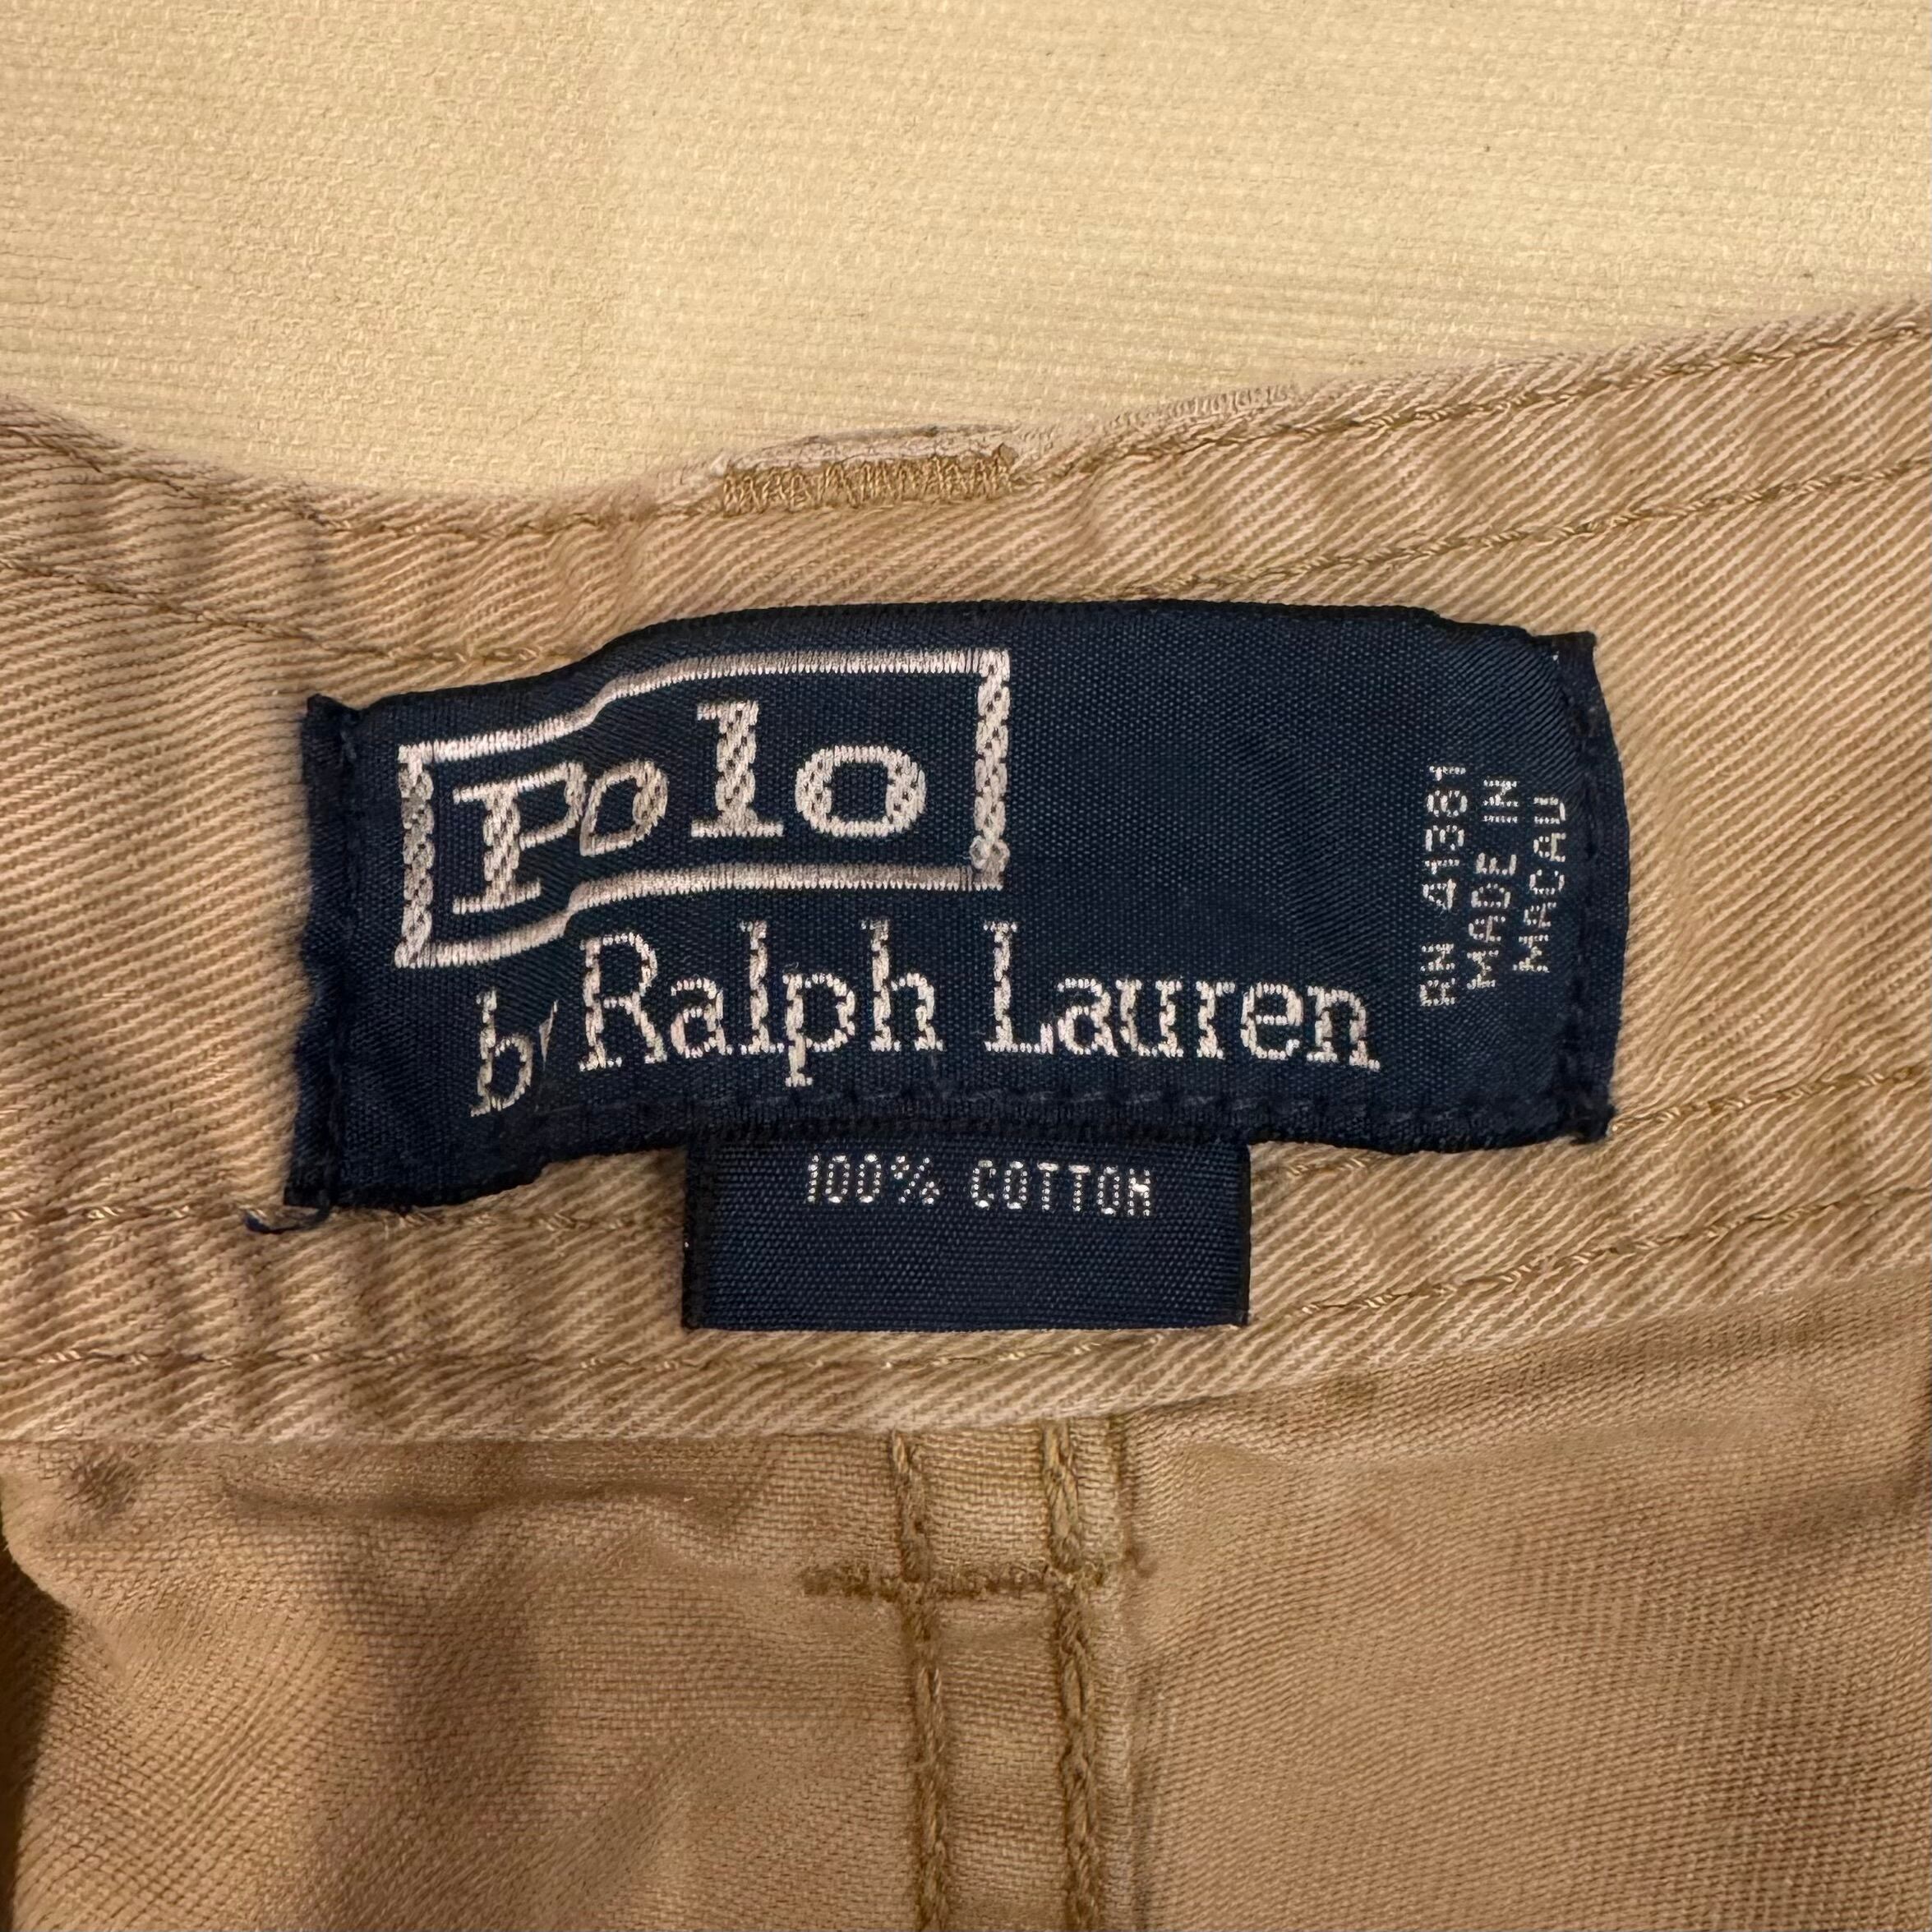 Polo
by Ralph Lauren
RN 41381
MADE IN
MACAU
100% COTTON